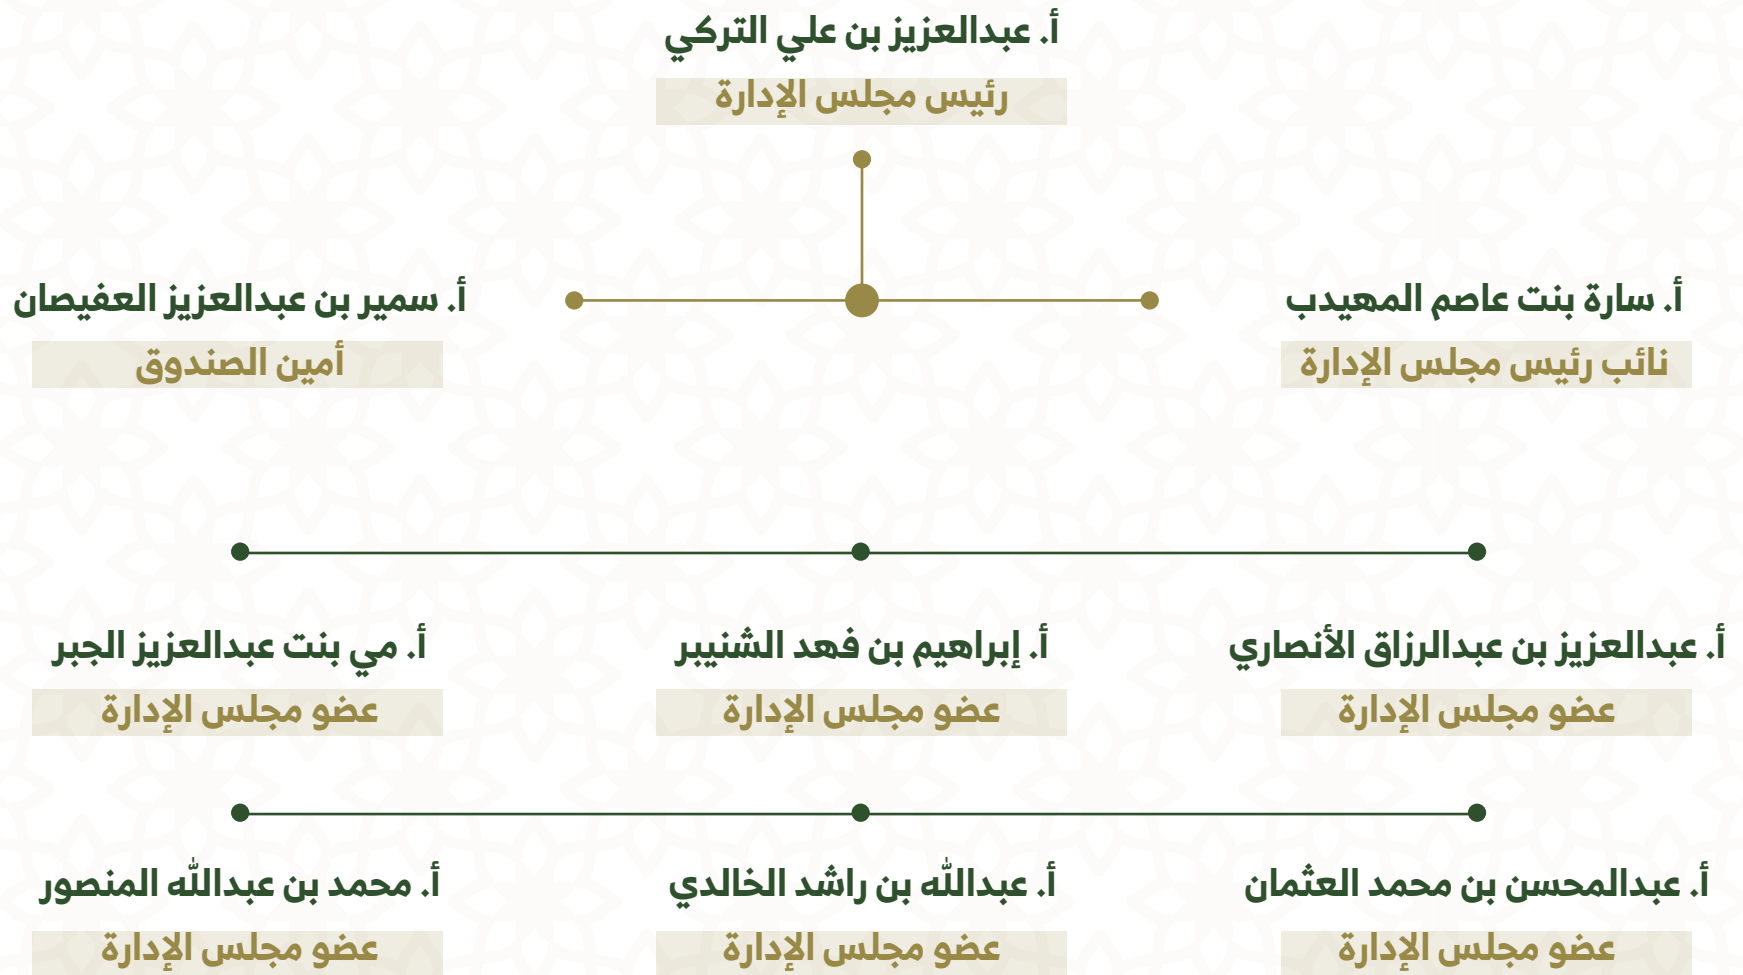 أ. عبدالعزيز بن علي التركي
رئيس مجلس الإدارة
أ. سارة بنت عاصم المهيدب
نائب رئيس مجلس الإدارة
أ. سمير بن عبدالعزيز العفيصان
أمين الصندوق
أ. عبدالعزيز بن عبدالرزاق الأنصاري
عضو مجلس الإدارة
أ. إبراهيم بن فهد الشنيبر
عضو مجلس الإدارة
أ. مي بنت عبدالعزيز الجبر
عضو مجلس الإدارة
أ. عبدالمحسن بن محمد العثمان
عضو مجلس الإدارة
أ. عبدالله بن راشد الخالدي
عضو مجلس الإدارة
أ. محمد بن عبدالله المنصور
عضو مجلس الإدارة